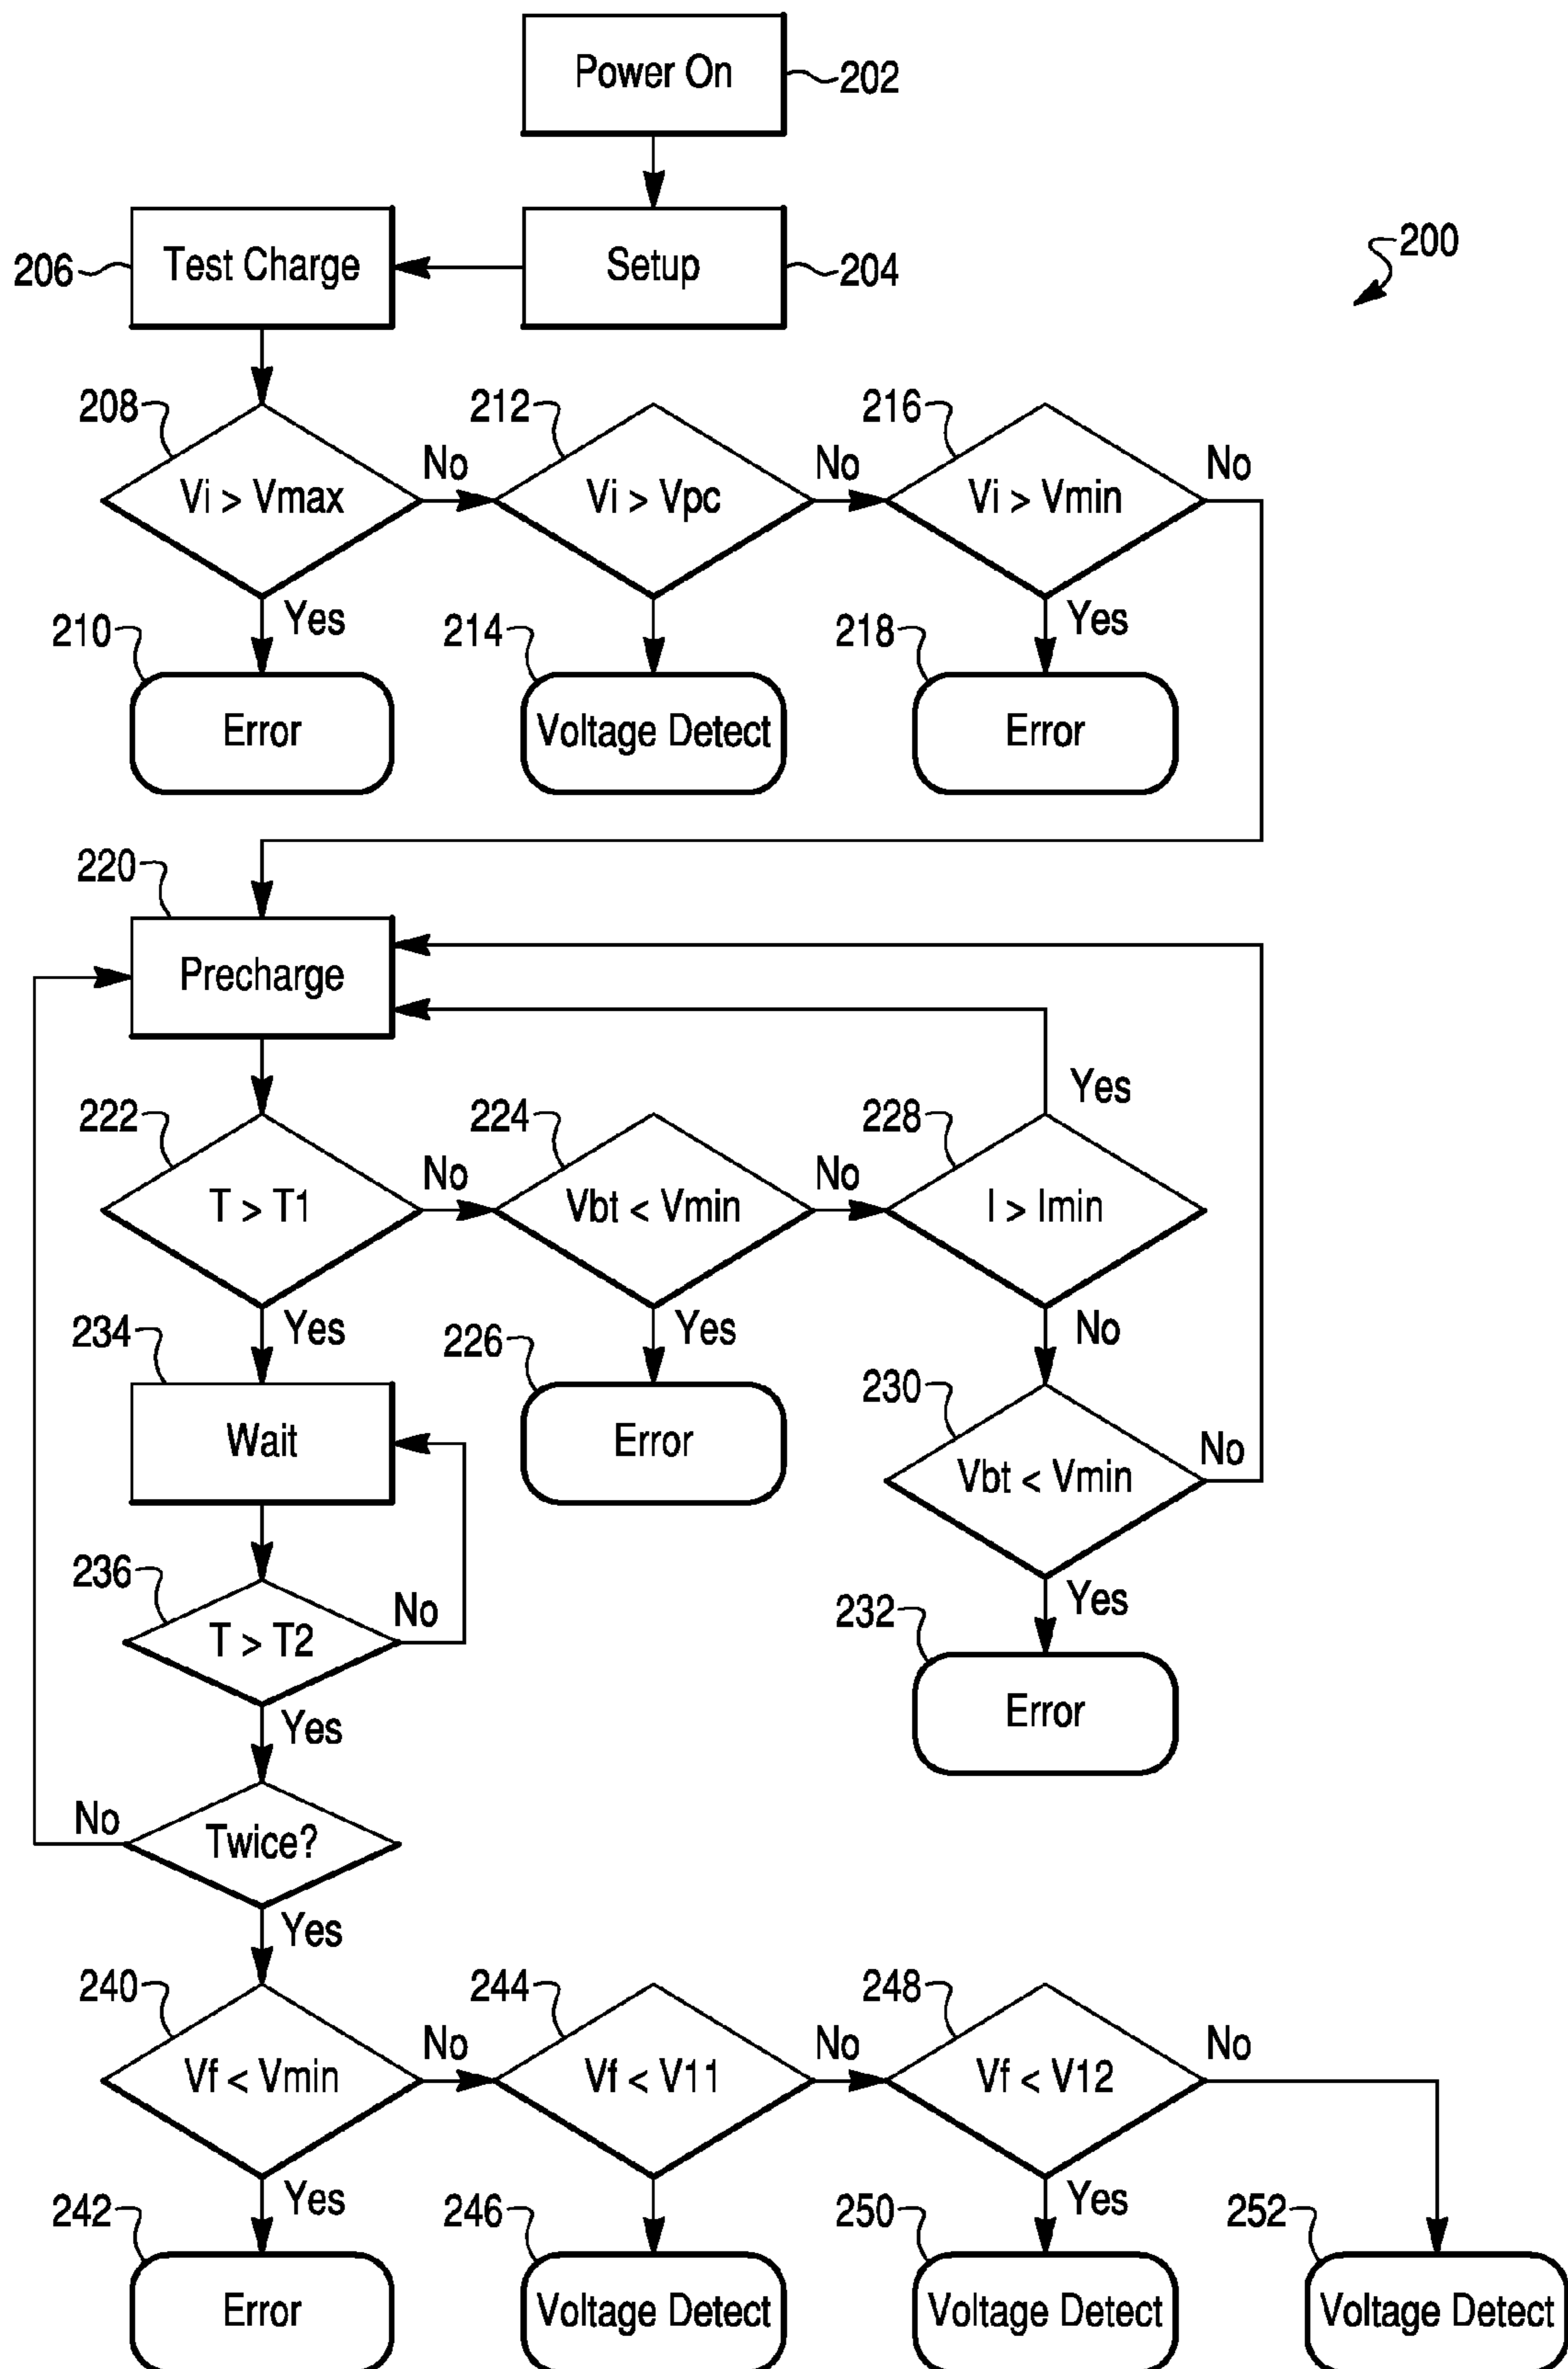 Power On
202
206
Test Charge
Setup
204
200
208
212
216
Vi > Vmax
No
Vi > Vpc
No
Vi > Vmin
No
210
Yes
214
218
Yes
Error
Voltage Detect
Error
220
Precharge
Yes
222
224
228
T > T1
No
Vbt < Vmin
No
I > Imin
234
Yes
226
Yes
No
230
Wait
Error
Vbt < Vmin
No
236
T > T2
No
232
Yes
Error
Yes
No
Twice?
Yes
240
244
248
Vf < Vmin
No
Vf < V11
No
Vf < V12
No
242
Yes
246
250
Yes
252
Error
Voltage Detect
Voltage Detect
Voltage Detect